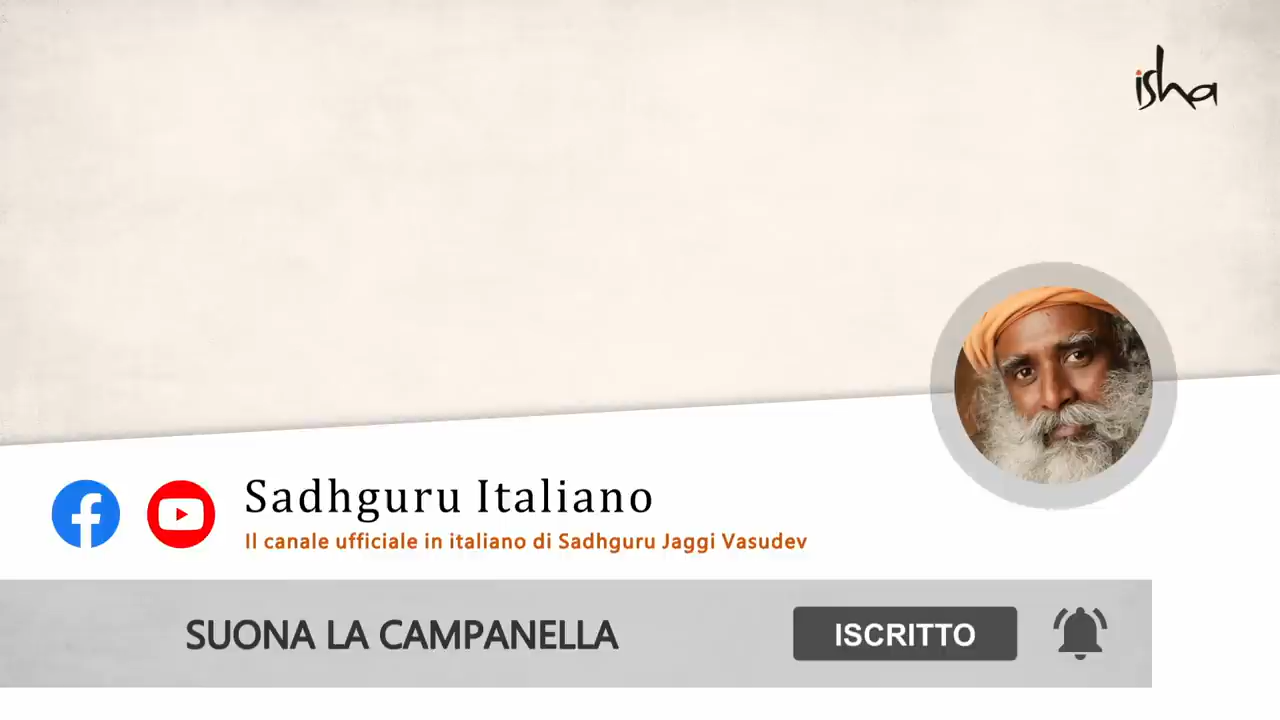 isha
Sadhguru Italiano
Il canale ufficiale in italiano di Sadhguru Jaggi Vasudev
SUONA LA CAMPANELLA
ISCRITTO